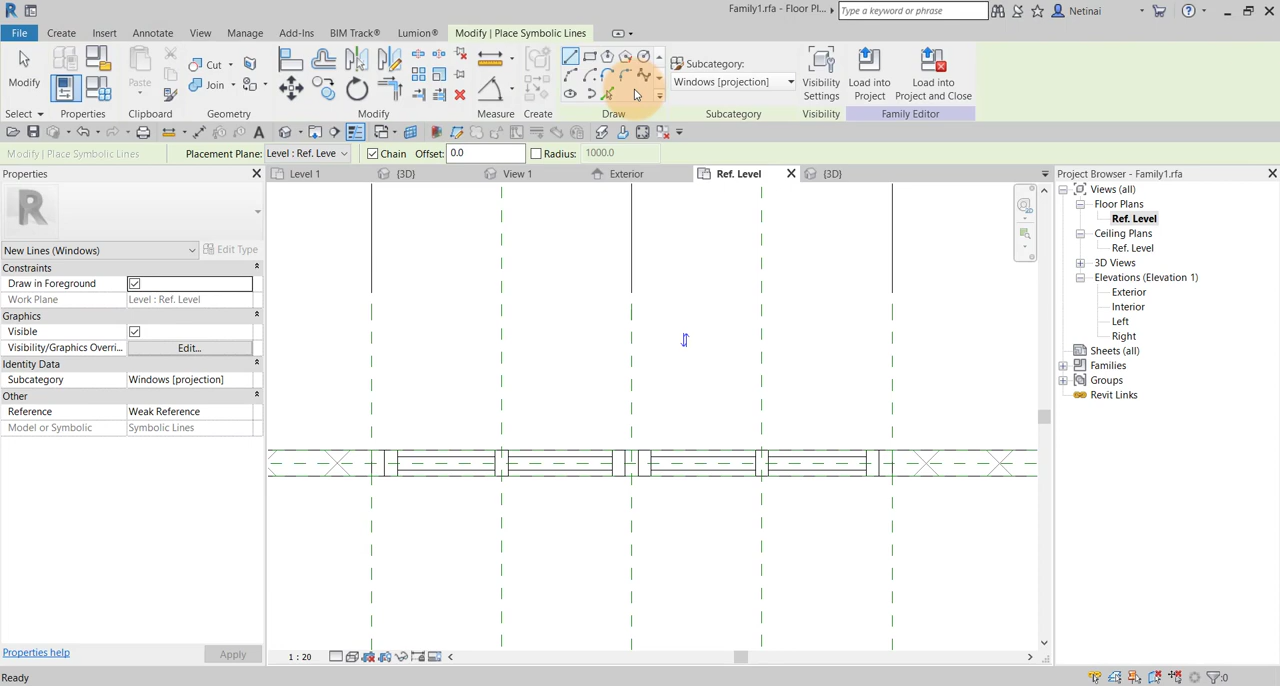 Family1.rfa - Floor Pl...
Type a keyword or phrase
Netinai
File Create Insert Annotate View Manage Add-Ins BIM Track® Lumion® Modify | Place Symbolic Lines
Modify
Paste
Cut
Join
Subcategory:
Windows [projection]
Visibility Settings
Load into Project
Load into Project and Close
Select Properties Clipboard Geometry Modify Measure Create Draw Subcategory Visibility Family Editor
Modify | Place Symbolic Lines Placement Plane: Level : Ref. Leve Chain Offset: 0.0 Radius: 1000.0
Properties
Level 1 {3D} View 1 Exterior Ref. Level {3D}
Project Browser - Family1.rfa
R
New Lines (Windows) Edit Type
Constraints
Draw in Foreground
Work Plane Level : Ref. Level
Graphics
Visible
Visibility/Graphics Overri... Edit...
Identity Data
Subcategory Windows [projection]
Other
Reference Weak Reference
Model or Symbolic Symbolic Lines
Views (all)
Floor Plans
Ref. Level
Ceiling Plans
Ref. Level
3D Views
Elevations (Elevation 1)
Exterior
Interior
Left
Right
Sheets (all)
Families
Groups
Revit Links
Properties help Apply
1 : 20
Ready
:0